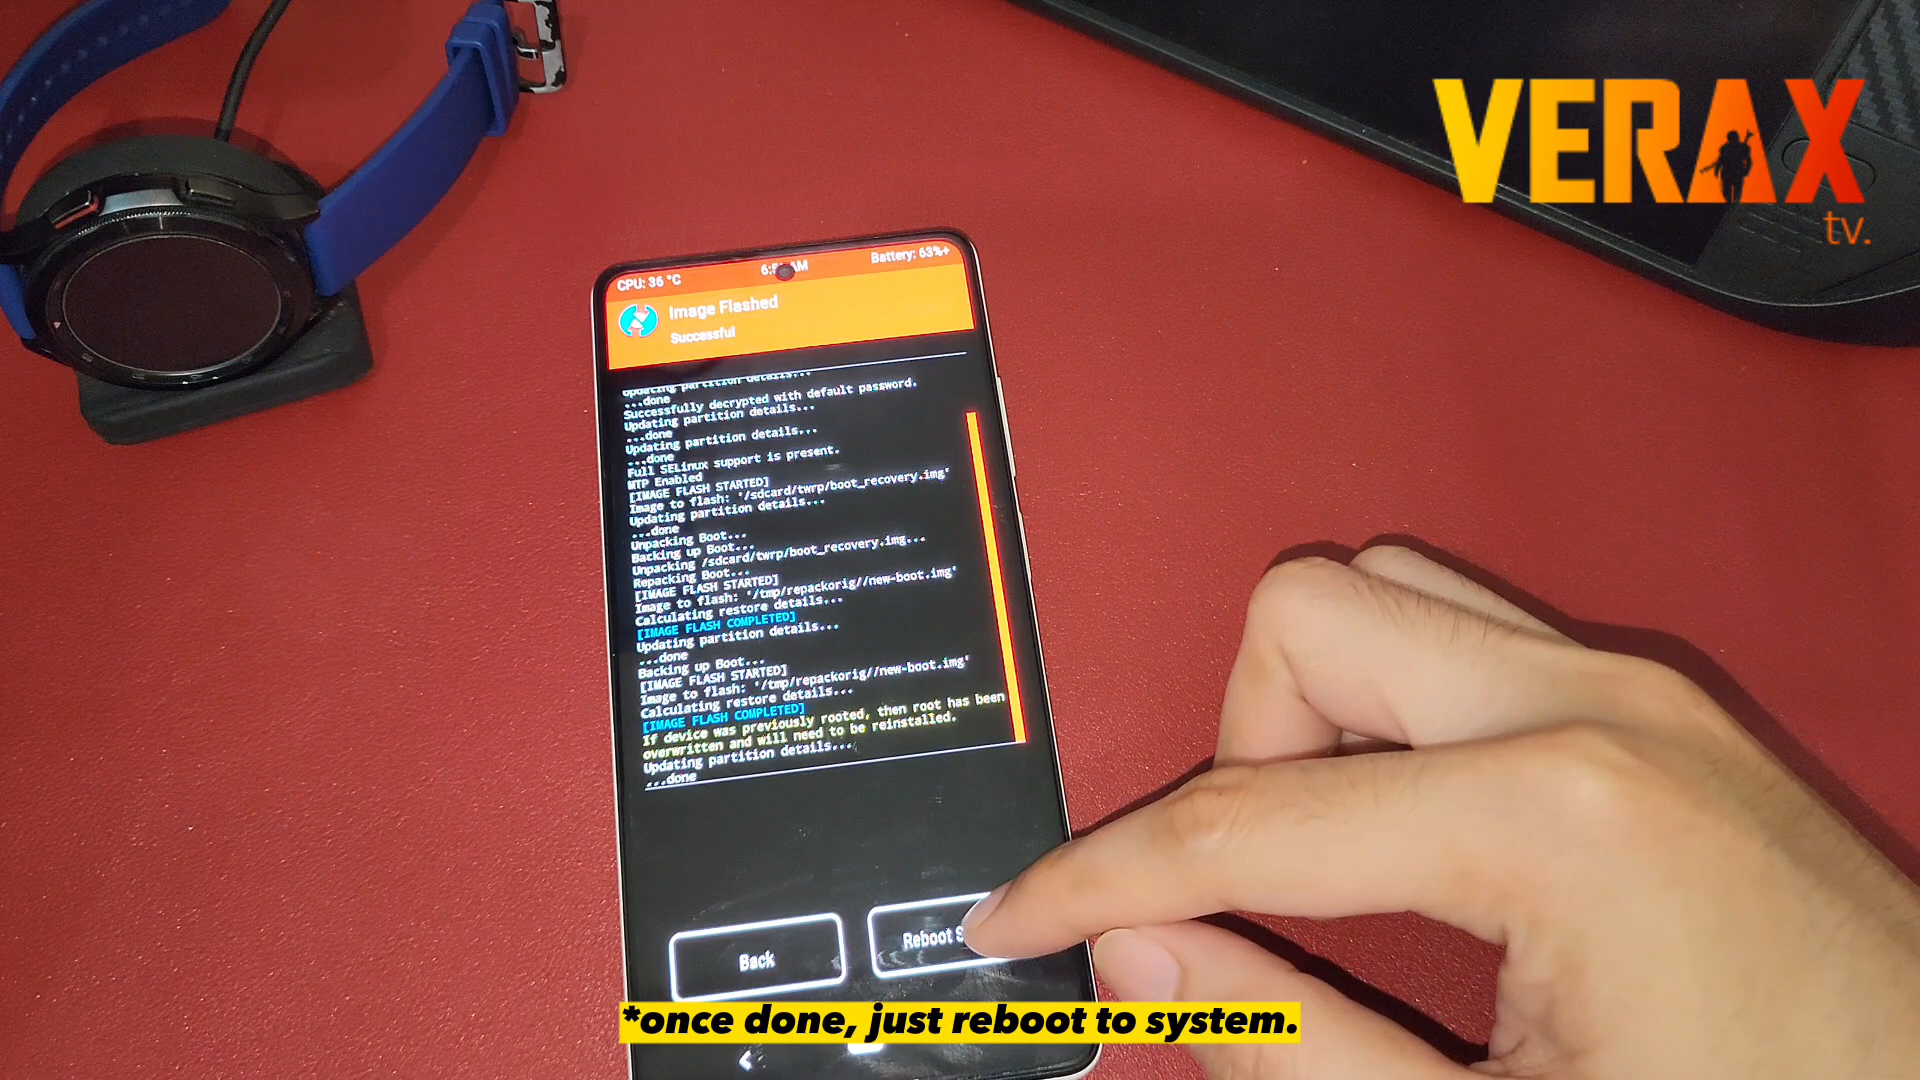 VERAX
tv.
CPU: 36 °C
AM
Battery: 63%+
Image Flashed
Successful
Updating partition details...
...done
Successfully decrypted with default password.
Updating partition details...
...done
Updating partition details...
...done
Full SELinux support is present.
MTP Enabled
[IMAGE FLASH STARTED]
Image to flash: '/sdcard/twrp/boot_recovery.img'
Updating partition details...
...done
Unpacking Boot...
Backing up Boot...
Unpacking /sdcard/twrp/boot_recovery.img...
Repacking Boot...
[IMAGE FLASH STARTED]
Image to flash: '/tmp/repackorig//new-boot.img'
Calculating restore details...
[IMAGE FLASH COMPLETED]
Updating partition details...
...done
Backing up Boot...
[IMAGE FLASH STARTED]
Image to flash: '/tmp/repackorig//new-boot.img'
Calculating restore details...
[IMAGE FLASH COMPLETED]
If device was previously rooted, then root has been
overwritten and will need to be reinstalled.
Updating partition details...
...done
Back
Reboot S
*once done, just reboot to system.